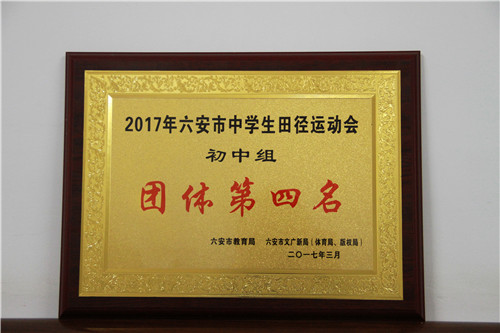 2017年六安市中学生田径运动会
初中组
团体第四名
六安市教育局 六安市文广新局(体育局、版权局)
二〇一七年三月